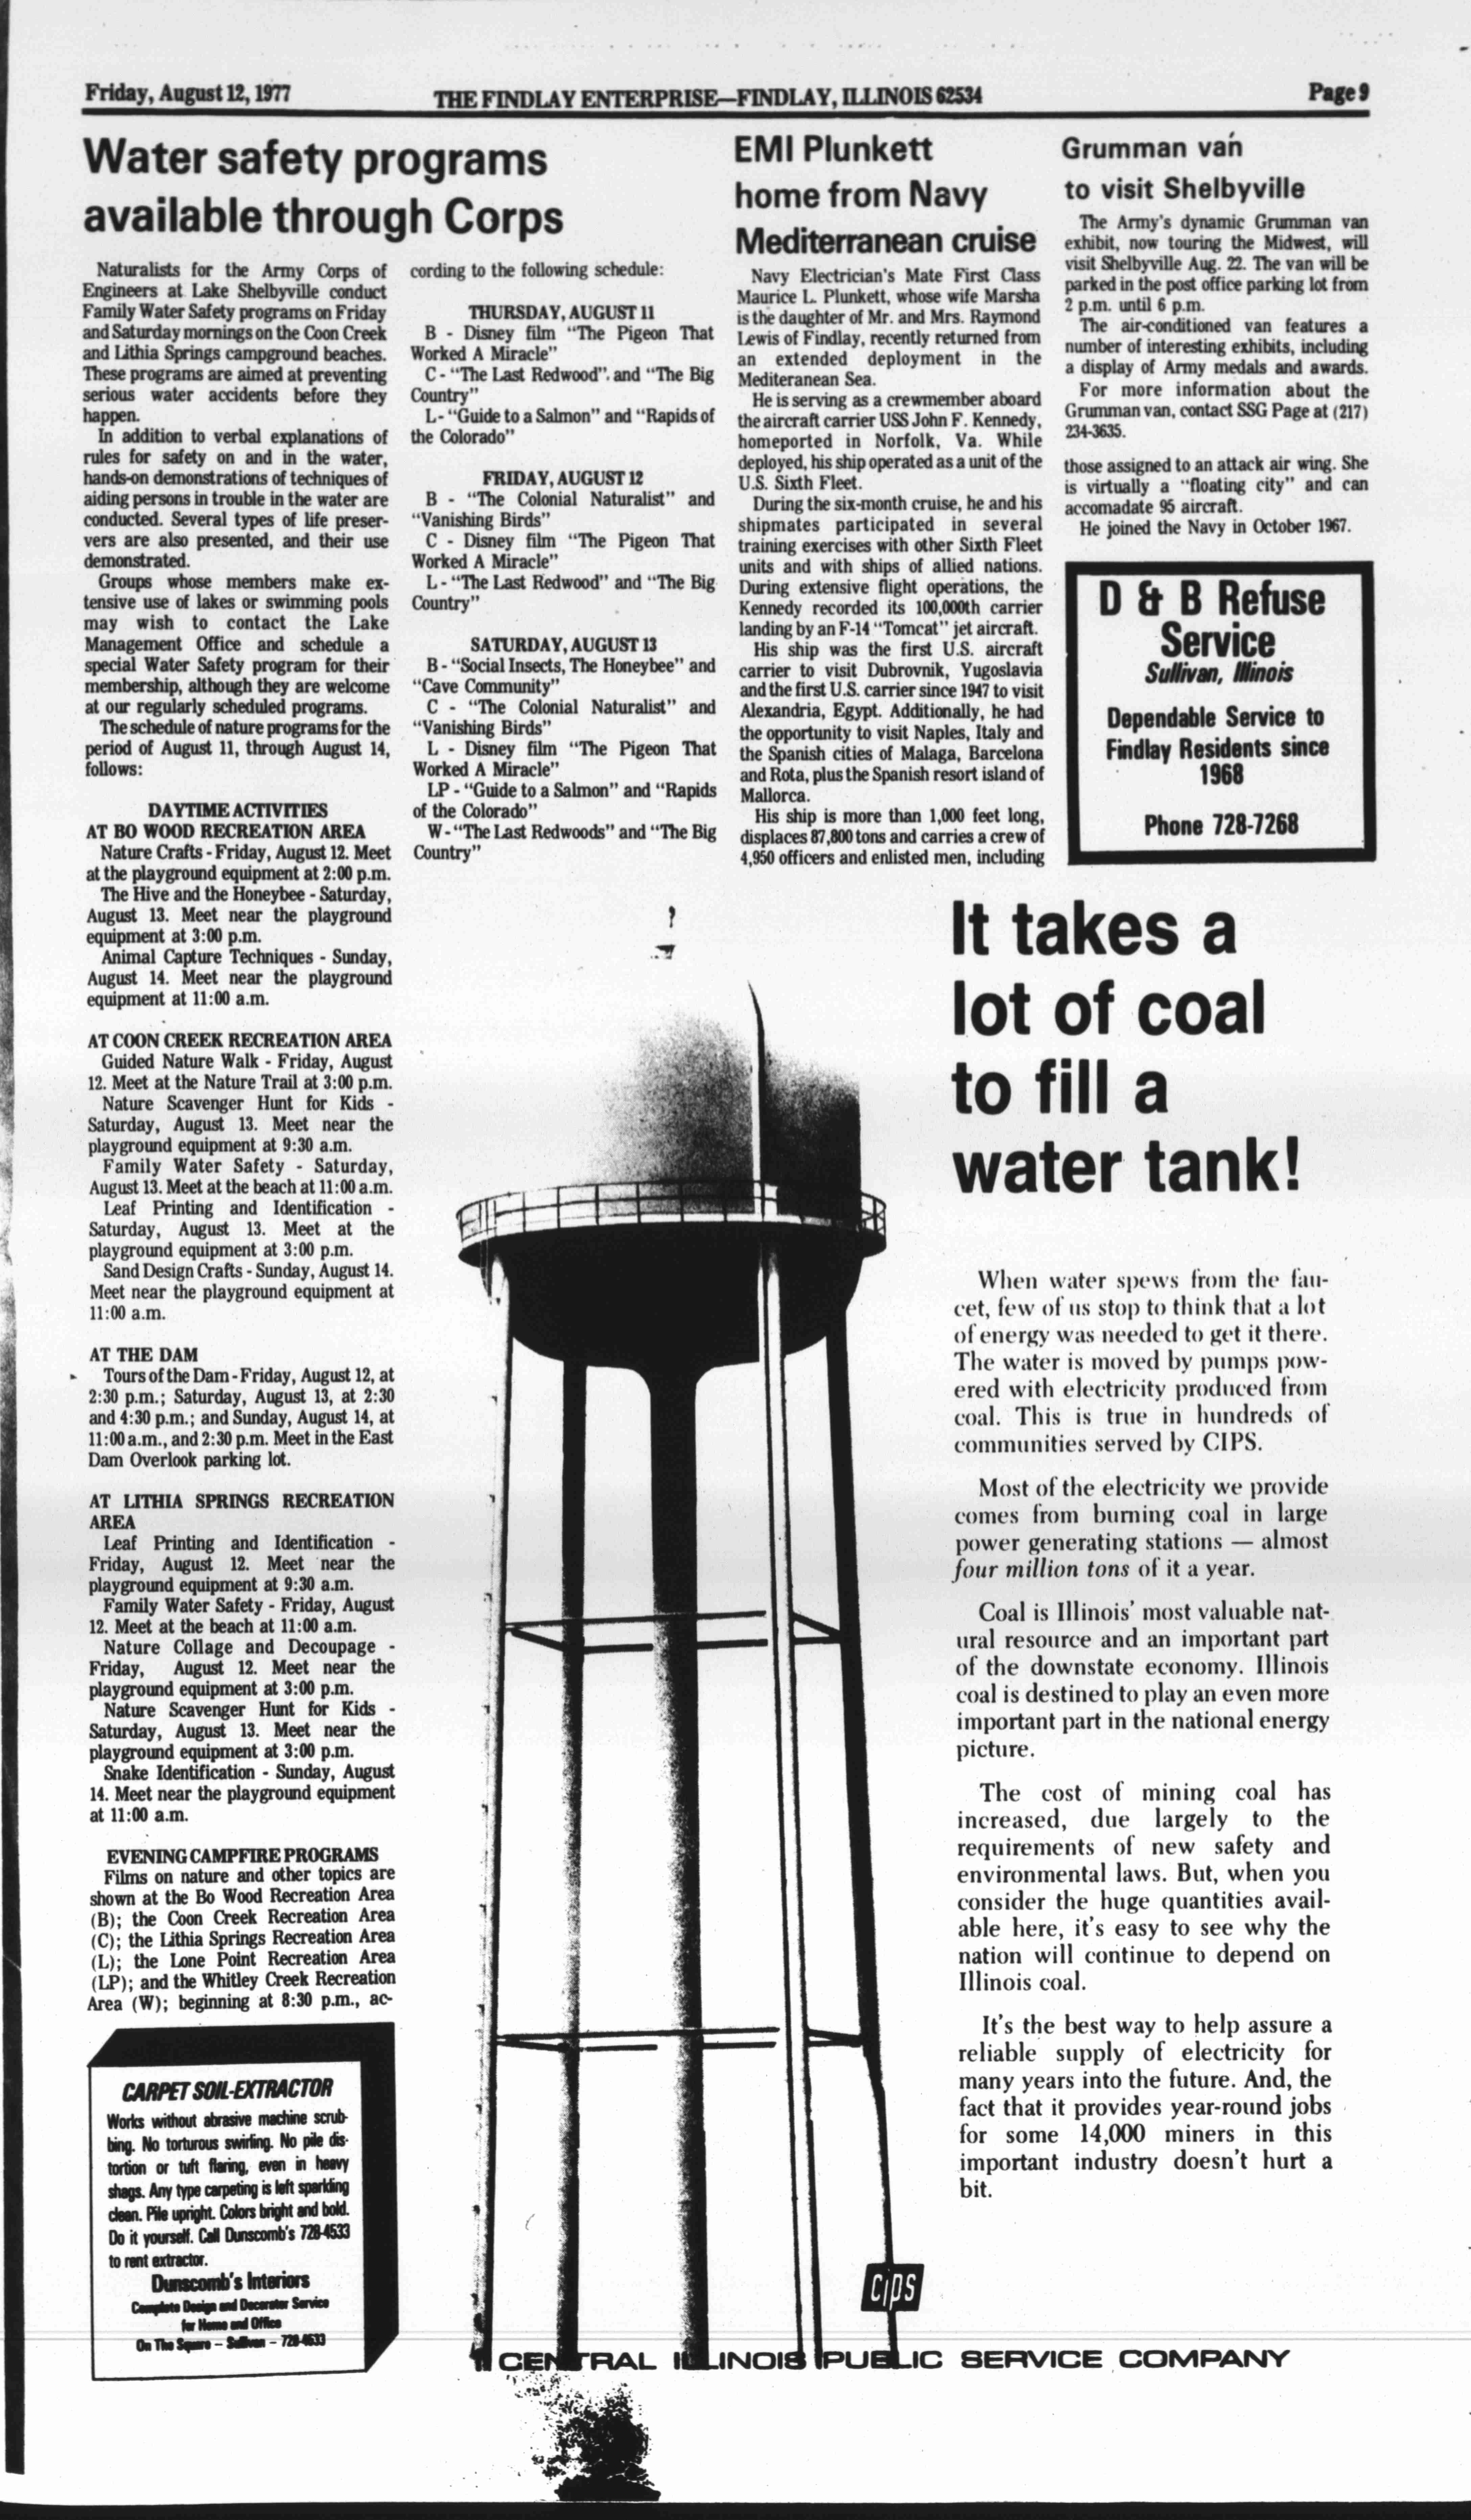 Friday, August 12, 1977
THE FINDLAY ENTERPRISE—FINDLAY, ILLINOIS 62534
Page 9
Water safety programs
available through Corps
Naturalists for the Army Corps of
Engineers at Lake Shelbyville conduct
Family Water Safety programs on Friday
and Saturday mornings on the Coon Creek
and Lithia Springs campground beaches.
These programs are aimed at preventing
serious water accidents before they
happen.
In addition to verbal explanations of
rules for safety on and in the water,
hands-on demonstrations of techniques of
aiding persons in trouble in the water are
conducted. Several types of life preser-
vers are also presented, and their use
demonstrated.
Groups whose members make ex-
tensive use of lakes or swimming pools
may wish to contact the Lake
Management Office and schedule a
special Water Safety program for their
membership, although they are welcome
at our regularly scheduled programs.
The schedule of nature programs for the
period of August 11, through August 14,
follows:
DAYTIME ACTIVITIES
AT BO WOOD RECREATION AREA
Nature Crafts - Friday, August 12. Meet
at the playground equipment at 2:00 p.m.
The Hive and the Honeybee - Saturday,
August 13. Meet near the playground
equipment at 3:00 p.m.
Animal Capture Techniques - Sunday,
August 14. Meet near the playground
equipment at 11:00 a.m.
AT COON CREEK RECREATION AREA
Guided Nature Walk - Friday, August
12. Meet at the Nature Trail at 3:00 p.m.
Nature Scavenger Hunt for Kids -
Saturday, August 13. Meet near the
playground equipment at 9:30 a.m.
Family Water Safety - Saturday,
August 13. Meet at the beach at 11:00 a.m.
Leaf Printing and Identification -
Saturday, August 13. Meet at the
playground equipment at 3:00 p.m.
Sand Design Crafts - Sunday, August 14.
Meet near the playground equipment at
11:00 a.m.
AT THE DAM
Tours of the Dam - Friday, August 12, at
2:30 p.m.; Saturday, August 13, at 2:30
and 4:30 p.m.; and Sunday, August 14, at
11:00 a.m., and 2:30 p.m. Meet in the East
Dam Overlook parking lot.
AT LITHIA SPRINGS RECREATION
AREA
Leaf Printing and Identification -
Friday, August 12. Meet near the
playground equipment at 9:30 a.m.
Family Water Safety - Friday, August
12. Meet at the beach at 11:00 a.m.
Nature Collage and Decoupage -
Friday, August 12. Meet near the
playground equipment at 3:00 p.m.
Nature Scavenger Hunt for Kids -
Saturday, August 13. Meet near the
playground equipment at 3:00 p.m.
Snake Identification - Sunday, August
14. Meet near the playground equipment
at 11:00 a.m.
EVENING CAMPFIRE PROGRAMS
Films on nature and other topics are
shown at the Bo Wood Recreation Area
(B); the Coon Creek Recreation Area
(C); the Lithia Springs Recreation Area
(L); the Lone Point Recreation Area
(LP); and the Whitley Creek Recreation
Area (W); beginning at 8:30 p.m., ac-
cording to the following schedule:
THURSDAY, AUGUST 11
B - Disney film "The Pigeon That
Worked A Miracle"
C - "The Last Redwood". and "The Big
Country"
L - "Guide to a Salmon" and "Rapids of
the Colorado"
FRIDAY, AUGUST 12
B - "The Colonial Naturalist" and
"Vanishing Birds"
C - Disney film "The Pigeon That
Worked A Miracle"
L - "The Last Redwood" and "The Big
Country"
SATURDAY, AUGUST 13
B - "Social Insects, The Honeybee" and
"Cave Community"
C - "The Colonial Naturalist" and
"Vanishing Birds"
L - Disney film "The Pigeon That
Worked A Miracle"
LP - "Guide to a Salmon" and "Rapids
of the Colorado"
W - "The Last Redwoods" and "The Big
Country"
EMI Plunkett
home from Navy
Mediterranean cruise
Navy Electrician's Mate First Class
Maurice L. Plunkett, whose wife Marsha
is the daughter of Mr. and Mrs. Raymond
Lewis of Findlay, recently returned from
an extended deployment in the
Mediteranean Sea.
He is serving as a crewmember aboard
the aircraft carrier USS John F. Kennedy,
homeported in Norfolk, Va. While
deployed, his ship operated as a unit of the
U.S. Sixth Fleet.
During the six-month cruise, he and his
shipmates participated in several
training exercises with other Sixth Fleet
units and with ships of allied nations.
During extensive flight operations, the
Kennedy recorded its 100,000th carrier
landing by an F-14 "Tomcat" jet aircraft.
His ship was the first U.S. aircraft
carrier to visit Dubrovnik, Yugoslavia
and the first U.S. carrier since 1947 to visit
Alexandria, Egypt. Additionally, he had
the opportunity to visit Naples, Italy and
the Spanish cities of Malaga, Barcelona
and Rota, plus the Spanish resort island of
Mallorca.
His ship is more than 1,000 feet long,
displaces 87,800 tons and carries a crew of
4,950 officers and enlisted men, including
those assigned to an attack air wing. She
is virtually a "floating city" and can
accomadate 95 aircraft.
He joined the Navy in October 1967.
Grumman van
to visit Shelbyville
The Army's dynamic Grumman van
exhibit, now touring the Midwest, will
visit Shelbyville Aug. 22. The van will be
parked in the post office parking lot from
2 p.m. until 6 p.m.
The air-conditioned van features a
number of interesting exhibits, including
a display of Army medals and awards.
For more information about the
Grumman van, contact SSG Page at (217)
234-3635.
D & B Refuse
Service
Sullivan, Illinois
Dependable Service to
Findlay Residents since
1968
Phone 728-7268
It takes a
lot of coal
to fill a
water tank!
When water spews from the fau-
cet, few of us stop to think that a lot
of energy was needed to get it there.
The water is moved by pumps pow-
ered with electricity produced from
coal. This is true in hundreds of
communities served by CIPS.
Most of the electricity we provide
comes from burning coal in large
power generating stations — almost
four million tons of it a year.
Coal is Illinois' most valuable nat-
ural resource and an important part
of the downstate economy. Illinois
coal is destined to play an even more
important part in the national energy
picture.
The cost of mining coal has
increased, due largely to the
requirements of new safety and
environmental laws. But, when you
consider the huge quantities avail-
able here, it's easy to see why the
nation will continue to depend on
Illinois coal.
It's the best way to help assure a
reliable supply of electricity for
many years into the future. And, the
fact that it provides year-round jobs
for some 14,000 miners in this
important industry doesn't hurt a
bit.
CIPS
CENTRAL ILLINOIS PUBLIC SERVICE COMPANY
CARPET SOIL-EXTRACTOR
Works without abrasive machine scrub-
bing. No torturous swirling. No pile dis-
tortion or tuft flaring, even in heavy
shags. Any type carpeting is left sparkling
clean. Pile upright. Colors bright and bold.
Do it yourself. Call Dunscomb's 728-4533
to rent extractor.
Dunscomb's Interiors
Complete Design and Decorator Service
for Home and Office
On The Square – Sullivan – 728-4533